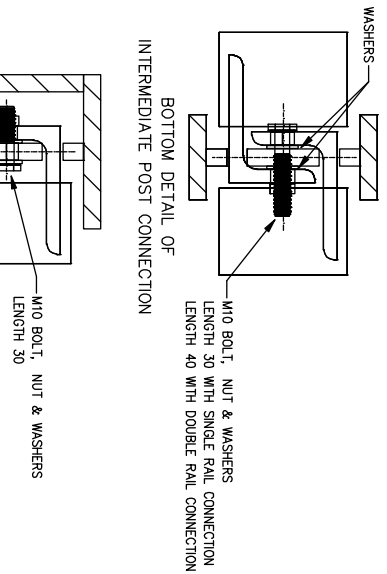 WASHERS
M10 BOLT, NUT & WASHERS
LENGTH 30 WITH SINGLE RAIL CONNECTION
LENGTH 40 WITH DOUBLE RAIL CONNECTION
BOTTOM DETAIL OF
INTERMEDIATE POST CONNECTION
M10 BOLT, NUT & WASHERS
LENGTH 30